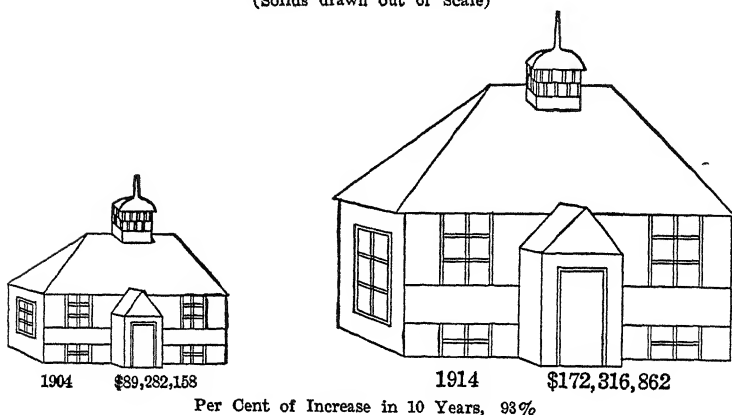 (Solids drawn out of Scale)
1904 $89,282,158 1914 $172,316,862
Per Cent of Increase in 10 Years, 93%